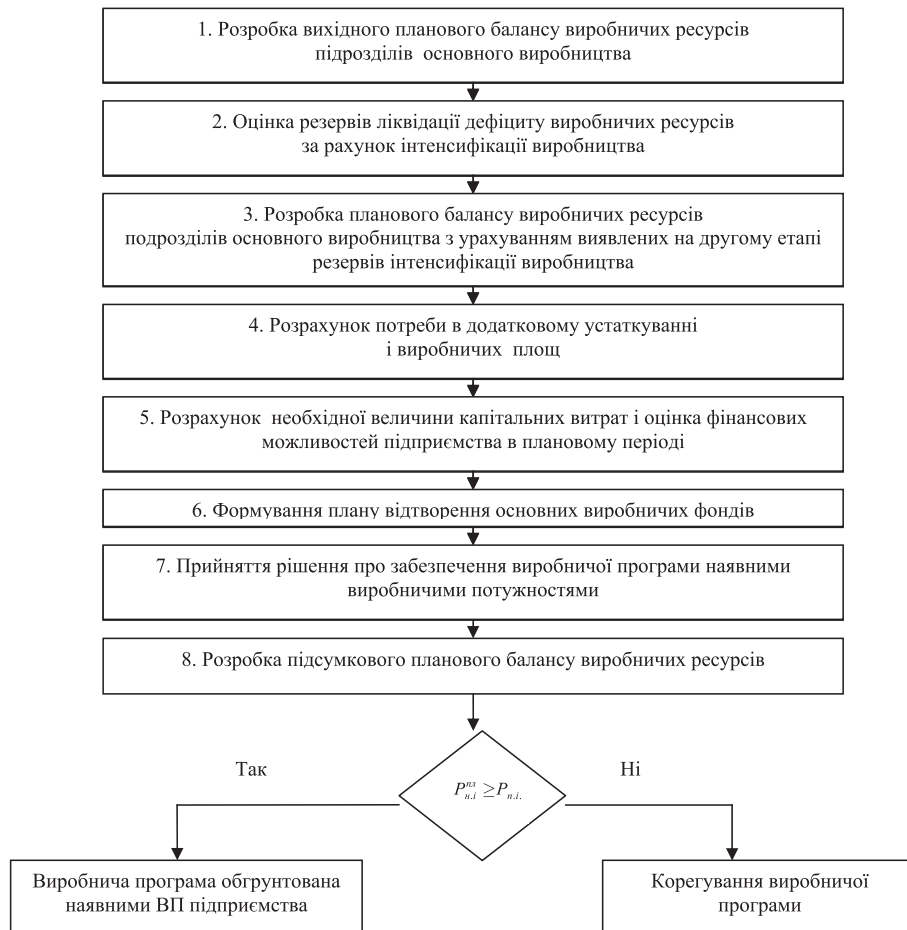 1. Розробка вихідного планового балансу виробничих ресурсів
підрозділів основного виробництва
2. Оцінка резервів ліквідації дефіциту виробничих ресурсів
за рахунок інтенсифікації виробництва
3. Розробка планового балансу виробничих ресурсів
подрозділів основного виробництва з урахуванням виявлених на другому етапі
резервів інтенсифікації виробництва
4. Розрахунок потреби в додатковому устаткуванні
і виробничих площ
5. Розрахунок необхідної величини капітальних витрат і оцінка фінансових
можливостей підприємства в плановому періоді
6. Формування плану відтворення основних виробничих фондів
7. Прийняття рішення про забезпечення виробничої програми наявними
виробничими потужностями
8. Розробка підсумкового планового балансу виробничих ресурсів
Так
Ні
P^{пл}_{н.i} ≥ P_{п.i.}
Виробнича програма обгрунтована
наявними ВП підприємства
Корегування виробничої
програми